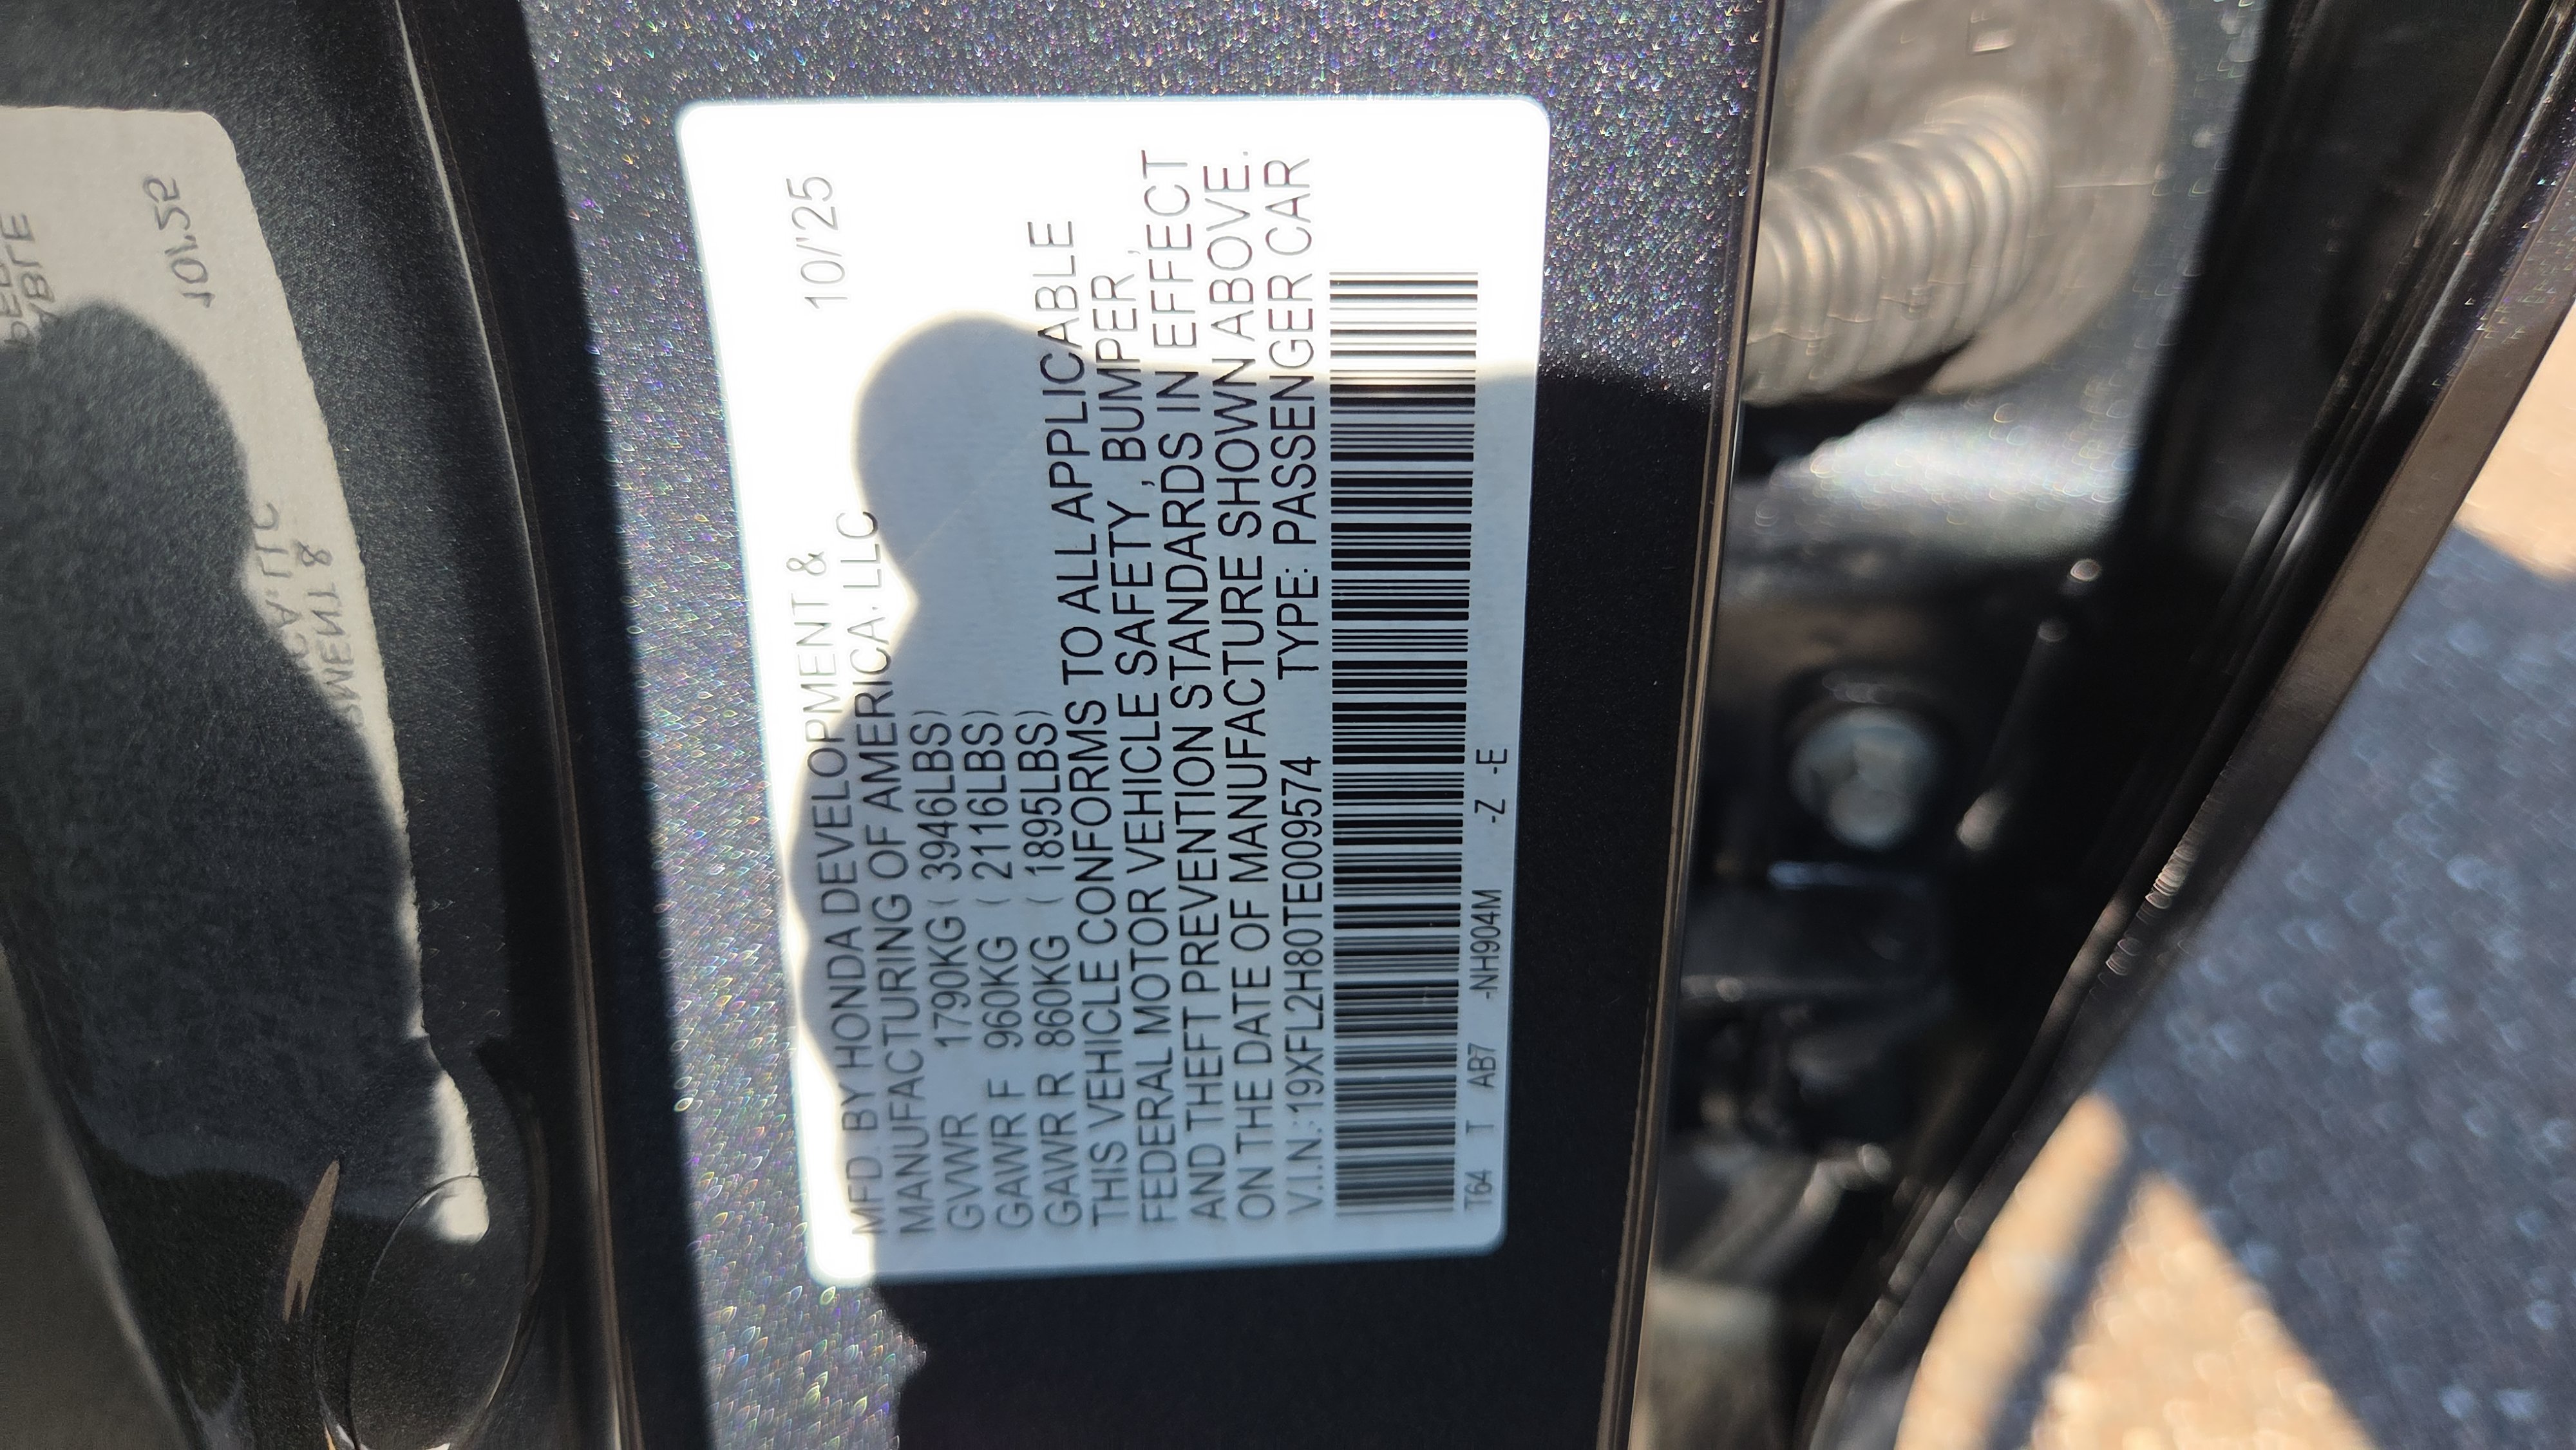 10/'25
MFD BY HONDA DEVELOPMENT &
MANUFACTURING OF AMERICA. LLC
GVWR 1790KG ( 3946LBS)
GAWR F 960KG ( 2116LBS)
GAWR R 860KG ( 1895LBS)
THIS VEHICLE CONFORMS TO ALL APPLICABLE
FEDERAL MOTOR VEHICLE SAFETY , BUMPER ,
AND THEFT PREVENTION STANDARDS IN EFFECT
ON THE DATE OF MANUFACTURE SHOWN ABOVE.
V.I.N.:19XFL2H80TE009574 TYPE: PASSENGER CAR
T64 T AB7 -NH904M -Z -E